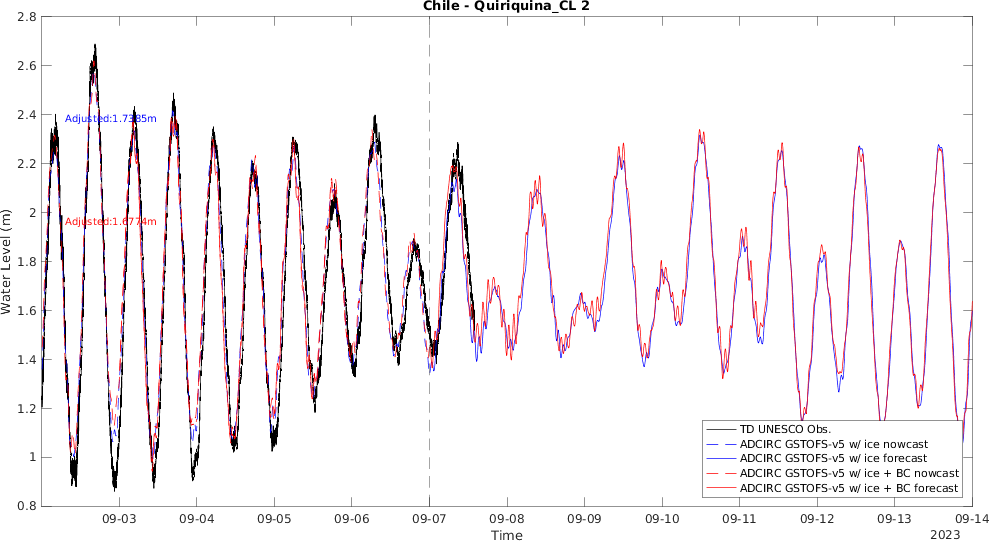 Chile - Quiriquina_CL 2
Water Level (m)
2.8
2.6
2.4
2.2
2
1.8
1.6
1.4
1.2
1
0.8
Adjusted:1.7385m
Adjusted:1.6774m
TD UNESCO Obs.
ADCIRC GSTOFS-v5 w/ ice nowcast
ADCIRC GSTOFS-v5 w/ ice forecast
ADCIRC GSTOFS-v5 w/ ice + BC nowcast
ADCIRC GSTOFS-v5 w/ ice + BC forecast
09-03 09-04 09-05 09-06 09-07 09-08 09-09 09-10 09-11 09-12 09-13 09-14
Time
2023